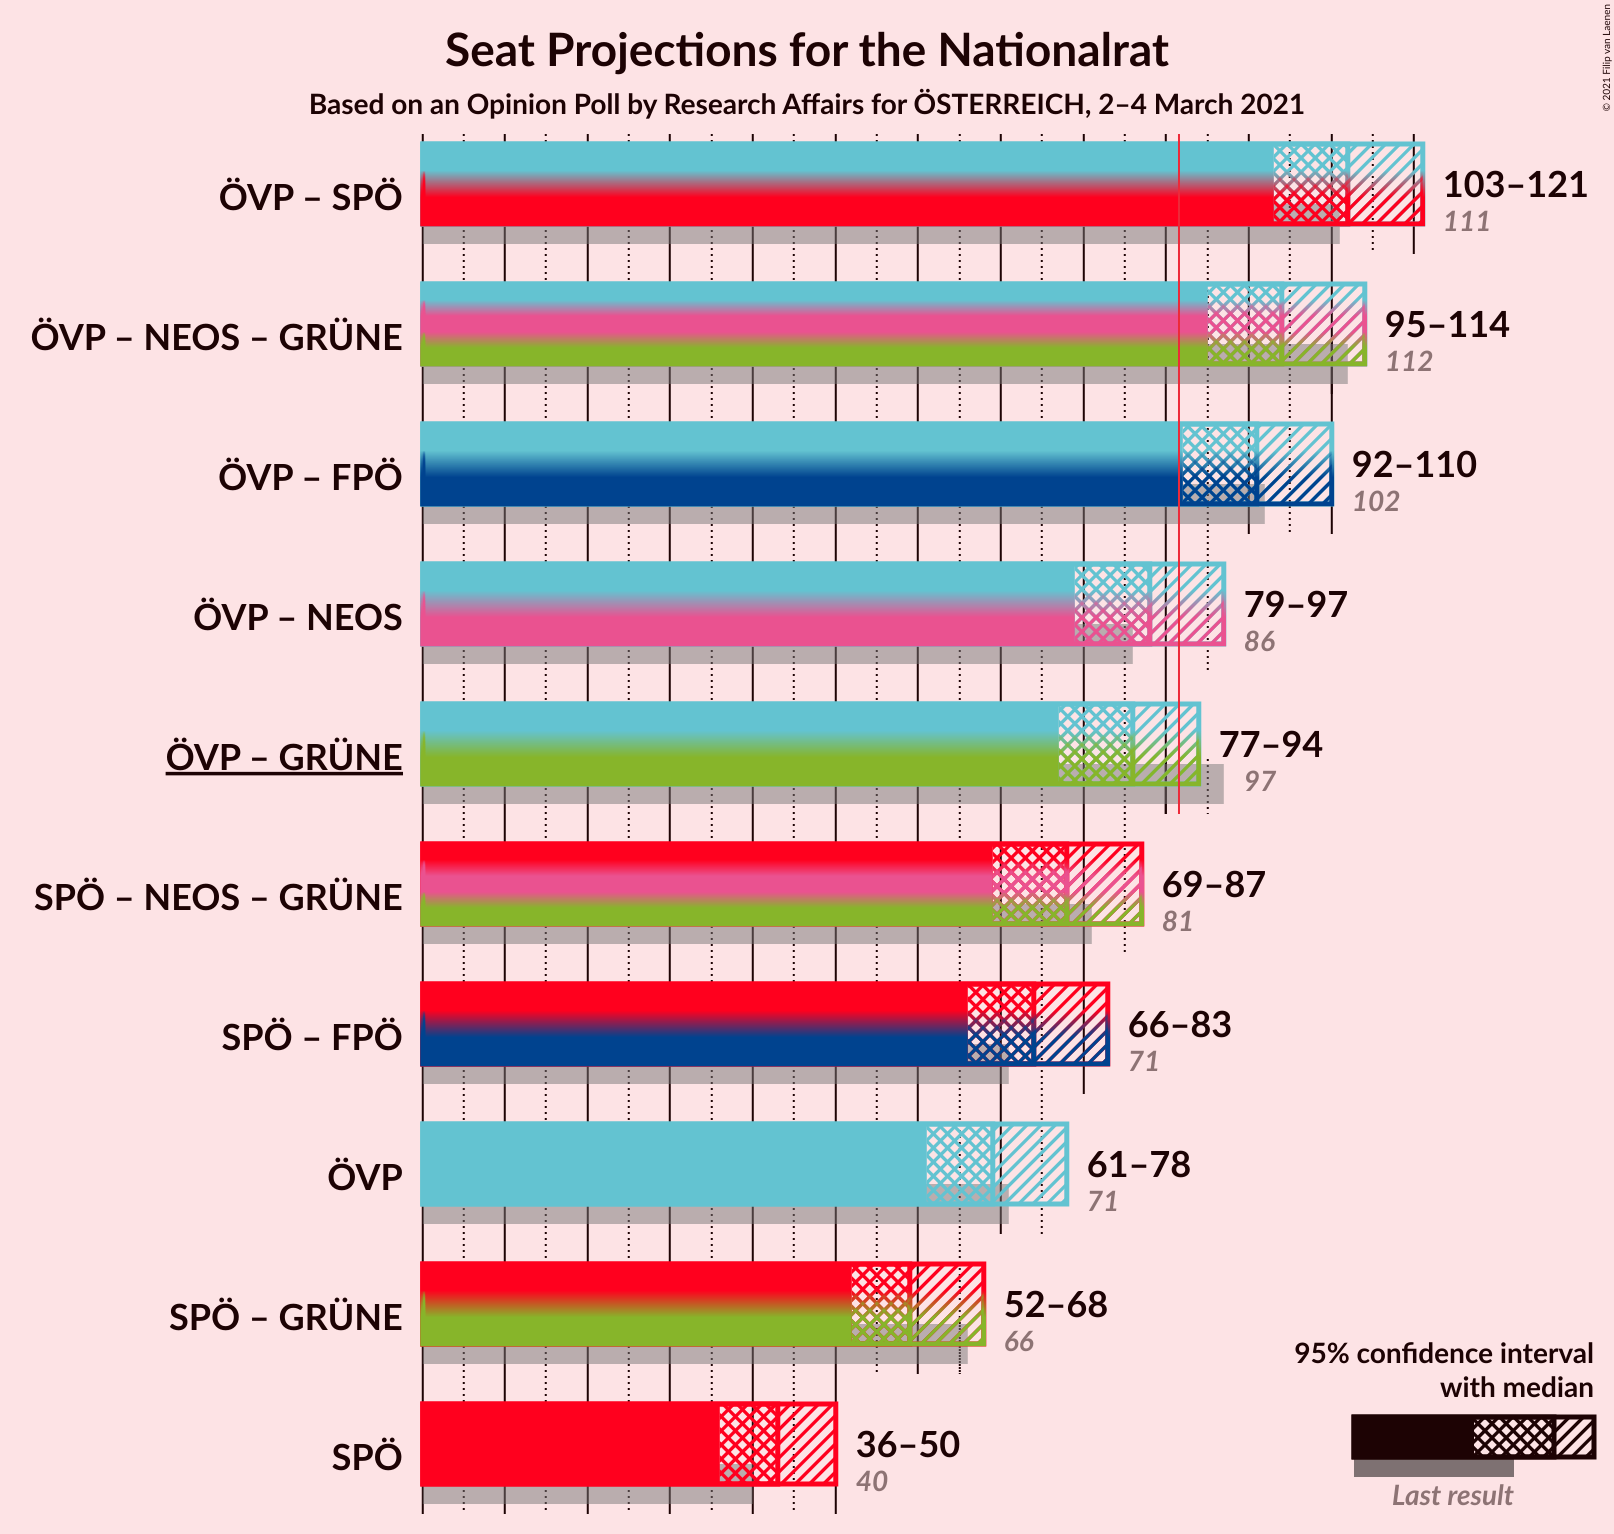 Seat Projections for the Nationalrat
Based on an Opinion Poll by Research Affairs for ÖSTERREICH, 2–4 March 2021
© 2021 Filip van Laenen
ÖVP – SPÖ
103–121
111
ÖVP – NEOS – GRÜNE
95–114
112
ÖVP – FPÖ
92–110
102
ÖVP – NEOS
79–97
86
ÖVP – GRÜNE
77–94
97
SPÖ – NEOS – GRÜNE
69–87
81
SPÖ – FPÖ
66–83
71
ÖVP
61–78
71
SPÖ – GRÜNE
52–68
66
SPÖ
36–50
40
95% confidence interval
with median
Last result